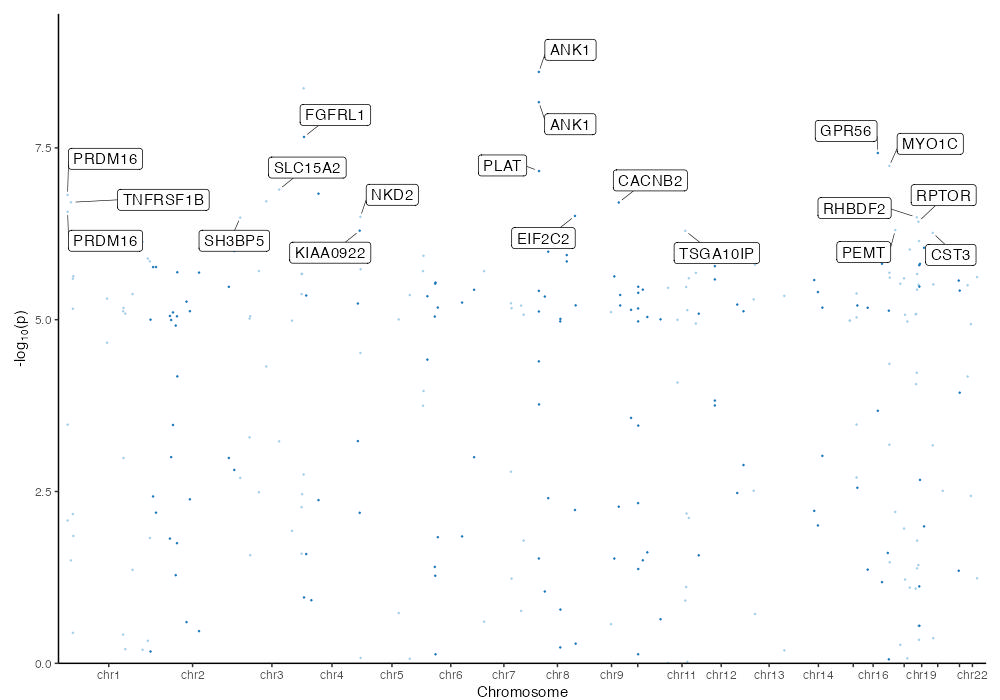 ANK1
FGFRL1
ANK1
GPR56
MYO1C
7.5
PRDM16
SLC15A2
PLAT
CACNB2
TNFRSF1B
NKD2
RPTOR
RHBDF2
PRDM16
SH3BP5
KIAA0922
EIF2C2
TSGA10IP
PEMT
CST3
-log10(p)
5.0
2.5
0.0
chr1 chr2 chr3 chr4 chr5 chr6 chr7 chr8 chr9 chr11 chr12 chr13 chr14 chr16 chr19 chr22
Chromosome